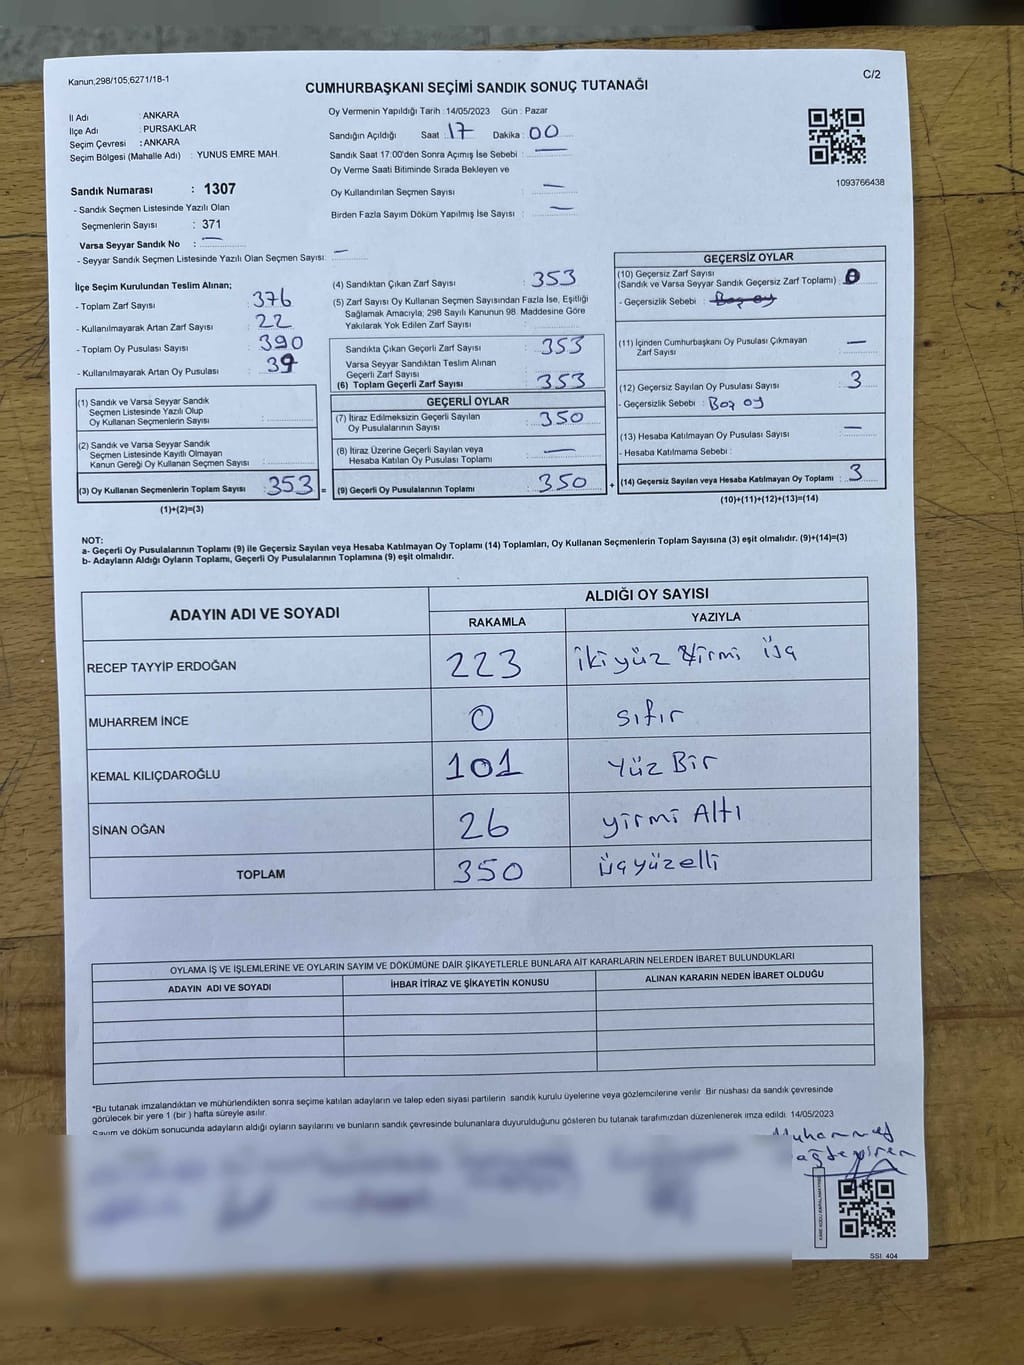 Kanun,298/105,6271/18-1
C/2
CUMHURBAŞKANI SEÇİMİ SANDIK SONUÇ TUTANAĞI
İl Adı : ANKARA
İlçe Adı : PURSAKLAR
Seçim Çevresi : ANKARA
Seçim Bölgesi (Mahalle Adı) : YUNUS EMRE MAH.
Oy Vermenin Yapıldığı Tarih : 14/05/2023 Gün : Pazar
Sandığın Açıldığı Saat : 17 Dakika : 00
Sandık Saat 17:00'den Sonra Açımış İse Sebebi : —
Oy Verme Saati Bitiminde Sırada Bekleyen ve
Oy Kullandırılan Seçmen Sayısı : —
Birden Fazla Sayım Döküm Yapılmış İse Sayısı : —
1093766438
Sandık Numarası : 1307
- Sandık Seçmen Listesinde Yazılı Olan
Seçmenlerin Sayısı : 371
Varsa Seyyar Sandık No : —
- Seyyar Sandık Seçmen Listesinde Yazılı Olan Seçmen Sayısı: —
İlçe Seçim Kurulundan Teslim Alınan;
- Toplam Zarf Sayısı : 376
- Kullanılmayarak Artan Zarf Sayısı : 22
- Toplam Oy Pusulası Sayısı : 390
- Kullanılmayarak Artan Oy Pusulası : 39
(1) Sandık ve Varsa Seyyar Sandık
Seçmen Listesinde Yazılı Olup
Oy Kullanan Seçmenlerin Sayısı :
(2) Sandık ve Varsa Seyyar Sandık
Seçmen Listesinde Kayıtlı Olmayan
Kanun Gereği Oy Kullanan Seçmen Sayısı :
(3) Oy Kullanan Seçmenlerin Toplam Sayısı : 353 =
(1)+(2)=(3)
(4) Sandıktan Çıkan Zarf Sayısı : 353
(5) Zarf Sayısı Oy Kullanan Seçmen Sayısından Fazla İse, Eşitliği
Sağlamak Amacıyla; 298 Sayılı Kanunun 98. Maddesine Göre
Yakılarak Yok Edilen Zarf Sayısı :
Sandıkta Çıkan Geçerli Zarf Sayısı : 353
Varsa Seyyar Sandıktan Teslim Alınan
Geçerli Zarf Sayısı :
(6) Toplam Geçerli Zarf Sayısı : 353
GEÇERLİ OYLAR
(7) İtiraz Edilmeksizin Geçerli Sayılan
Oy Pusulalarının Sayısı : 350
(8) İtiraz Üzerine Geçerli Sayılan veya
Hesaba Katılan Oy Pusulası Toplamı : —
(9) Geçerli Oy Pusulalarının Toplamı : 350 +
GEÇERSİZ OYLAR
(10) Geçersiz Zarf Sayısı
(Sandık ve Varsa Seyyar Sandık Geçersiz Zarf Toplamı) : 0
- Geçersizlik Sebebi : Boş oy
(11) İçinden Cumhurbaşkanı Oy Pusulası Çıkmayan
Zarf Sayısı : —
(12) Geçersiz Sayılan Oy Pusulası Sayısı : 3
- Geçersizlik Sebebi : Boş oy
(13) Hesaba Katılmayan Oy Pusulası Sayısı : —
- Hesaba Katılmama Sebebi :
(14) Geçersiz Sayılan veya Hesaba Katılmayan Oy Toplamı : 3
(10)+(11)+(12)+(13)=(14)
NOT:
a- Geçerli Oy Pusulalarının Toplamı (9) ile Geçersiz Sayılan veya Hesaba Katılmayan Oy Toplamı (14) Toplamları, Oy Kullanan Seçmenlerin Toplam Sayısına (3) eşit olmalıdır. (9)+(14)=(3)
b- Adayların Aldığı Oyların Toplamı, Geçerli Oy Pusulalarının Toplamına (9) eşit olmalıdır.
ADAYIN ADI VE SOYADI ALDIĞI OY SAYISI
RAKAMLA YAZIYLA
RECEP TAYYİP ERDOĞAN 223 ikiyüz Yirmi üç
MUHARREM İNCE 0 sıfır
KEMAL KILIÇDAROĞLU 101 Yüz Bir
SİNAN OĞAN 26 yirmi Altı
TOPLAM 350 üçyüzelli
OYLAMA İŞ VE İŞLEMLERİNE VE OYLARIN SAYIM VE DÖKÜMÜNE DAİR ŞİKAYETLERLE BUNLARA AİT KARARLARIN NELERDEN İBARET BULUNDUKLARI
ADAYIN ADI VE SOYADI İHBAR İTİRAZ VE ŞİKAYETİN KONUSU ALINAN KARARIN NEDEN İBARET OLDUĞU
*Bu tutanak imzalandıktan ve mühürlendikten sonra seçime katılan adayların ve talep eden siyasi partilerin sandık kurulu üyelerine veya gözlemcilerine verilir. Bir nüshası da sandık çevresinde
görülecek bir yere 1 (bir ) hafta süreyle asılır.
Sayım ve döküm sonucunda adayların aldığı oyların sayılarını ve bunların sandık çevresinde bulunanlara duyurulduğunu gösteren bu tutanak tarafımızdan düzenlenerek imza edildi. 14/05/2023
Muhammed
SSI: 404